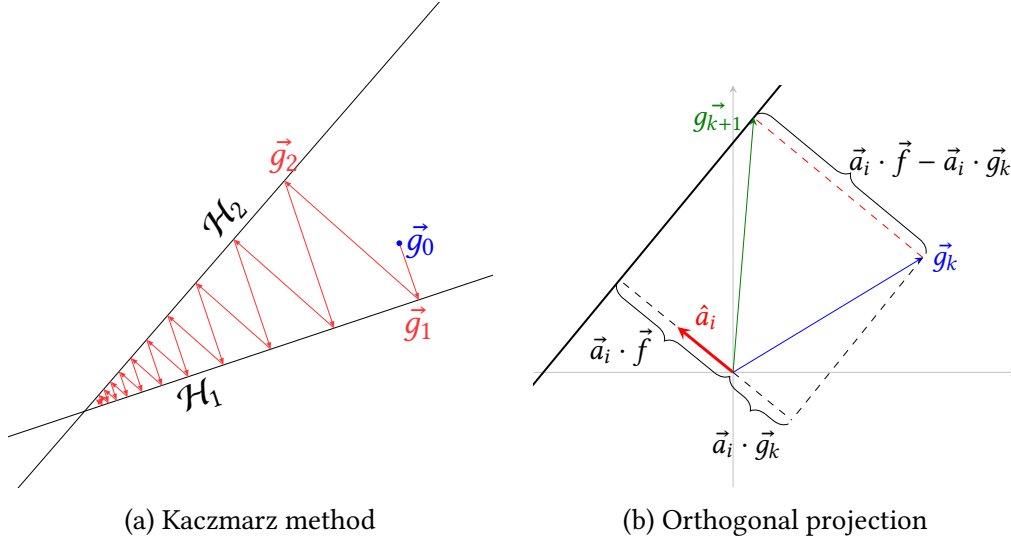 g⃗₂
ℋ₂
g⃗₀
g⃗₁
ℋ₁
(a) Kaczmarz method
g⃗ₖ₊₁
a⃗ᵢ · f⃗ − a⃗ᵢ · g⃗ₖ
g⃗ₖ
âᵢ
a⃗ᵢ · f⃗
a⃗ᵢ · g⃗ₖ
(b) Orthogonal projection